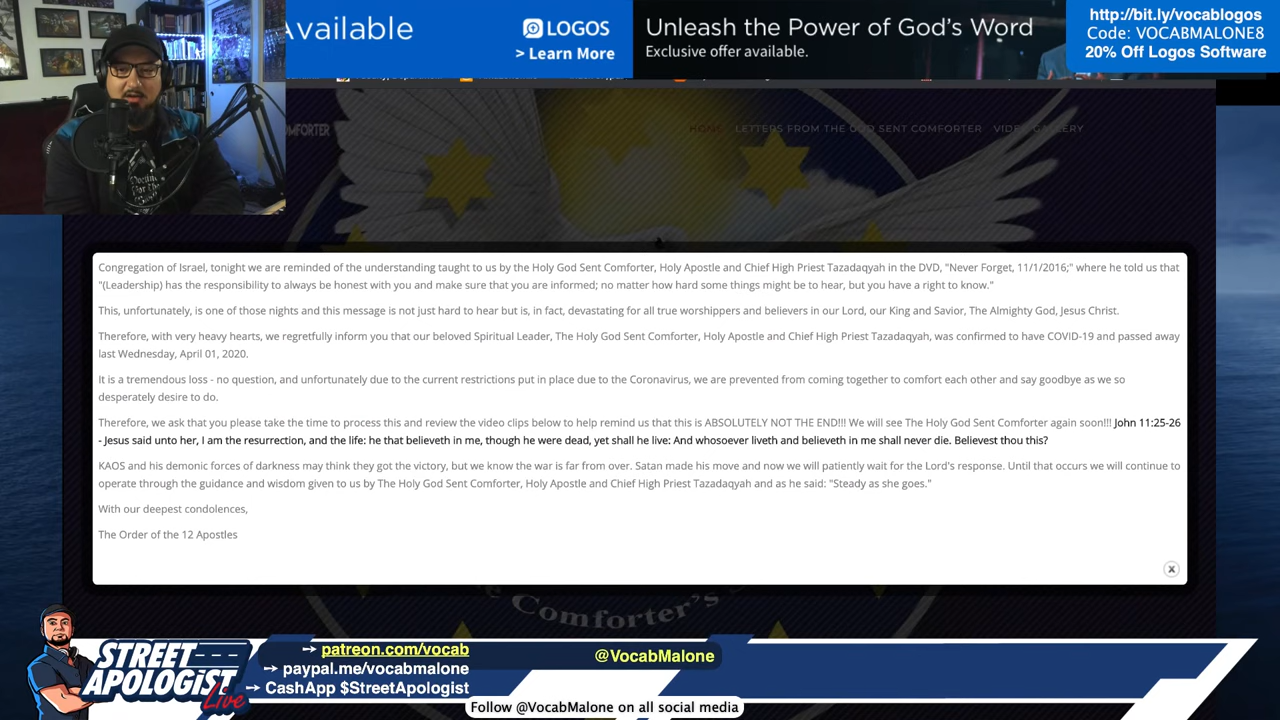 Available
LOGOS
> Learn More
Unleash the Power of God's Word
Exclusive offer available.
http://bit.ly/vocablogos
Code: VOCABMALONE8
20% Off Logos Software
HOME LETTERS FROM THE GOD SENT COMFORTER VIDEO GALLERY
Congregation of Israel, tonight we are reminded of the understanding taught to us by the Holy God Sent Comforter, Holy Apostle and Chief High Priest Tazadaqyah in the DVD, "Never Forget, 11/1/2016;" where he told us that
"(Leadership) has the responsibility to always be honest with you and make sure that you are informed; no matter how hard some things might be to hear, but you have a right to know."
This, unfortunately, is one of those nights and this message is not just hard to hear but is, in fact, devastating for all true worshippers and believers in our Lord, our King and Savior, The Almighty God, Jesus Christ.
Therefore, with very heavy hearts, we regretfully inform you that our beloved Spiritual Leader, The Holy God Sent Comforter, Holy Apostle and Chief High Priest Tazadaqyah, was confirmed to have COVID-19 and passed away
last Wednesday, April 01, 2020.
It is a tremendous loss - no question, and unfortunately due to the current restrictions put in place due to the Coronavirus, we are prevented from coming together to comfort each other and say goodbye as we so
desperately desire to do.
Therefore, we ask that you please take the time to process this and review the video clips below to help remind us that this is ABSOLUTELY NOT THE END!!! We will see The Holy God Sent Comforter again soon!!! John 11:25-26
- Jesus said unto her, I am the resurrection, and the life: he that believeth in me, though he were dead, yet shall he live: And whosoever liveth and believeth in me shall never die. Believest thou this?
KAOS and his demonic forces of darkness may think they got the victory, but we know the war is far from over. Satan made his move and now we will patiently wait for the Lord's response. Until that occurs we will continue to
operate through the guidance and wisdom given to us by The Holy God Sent Comforter, Holy Apostle and Chief High Priest Tazadaqyah and as he said: "Steady as she goes."
With our deepest condolences,
The Order of the 12 Apostles
Comforter's
STREET
APOLOGIST
Live
➙ patreon.com/vocab
➙ paypal.me/vocabmalone
➙ CashApp $StreetApologist
@VocabMalone
Follow @VocabMalone on all social media